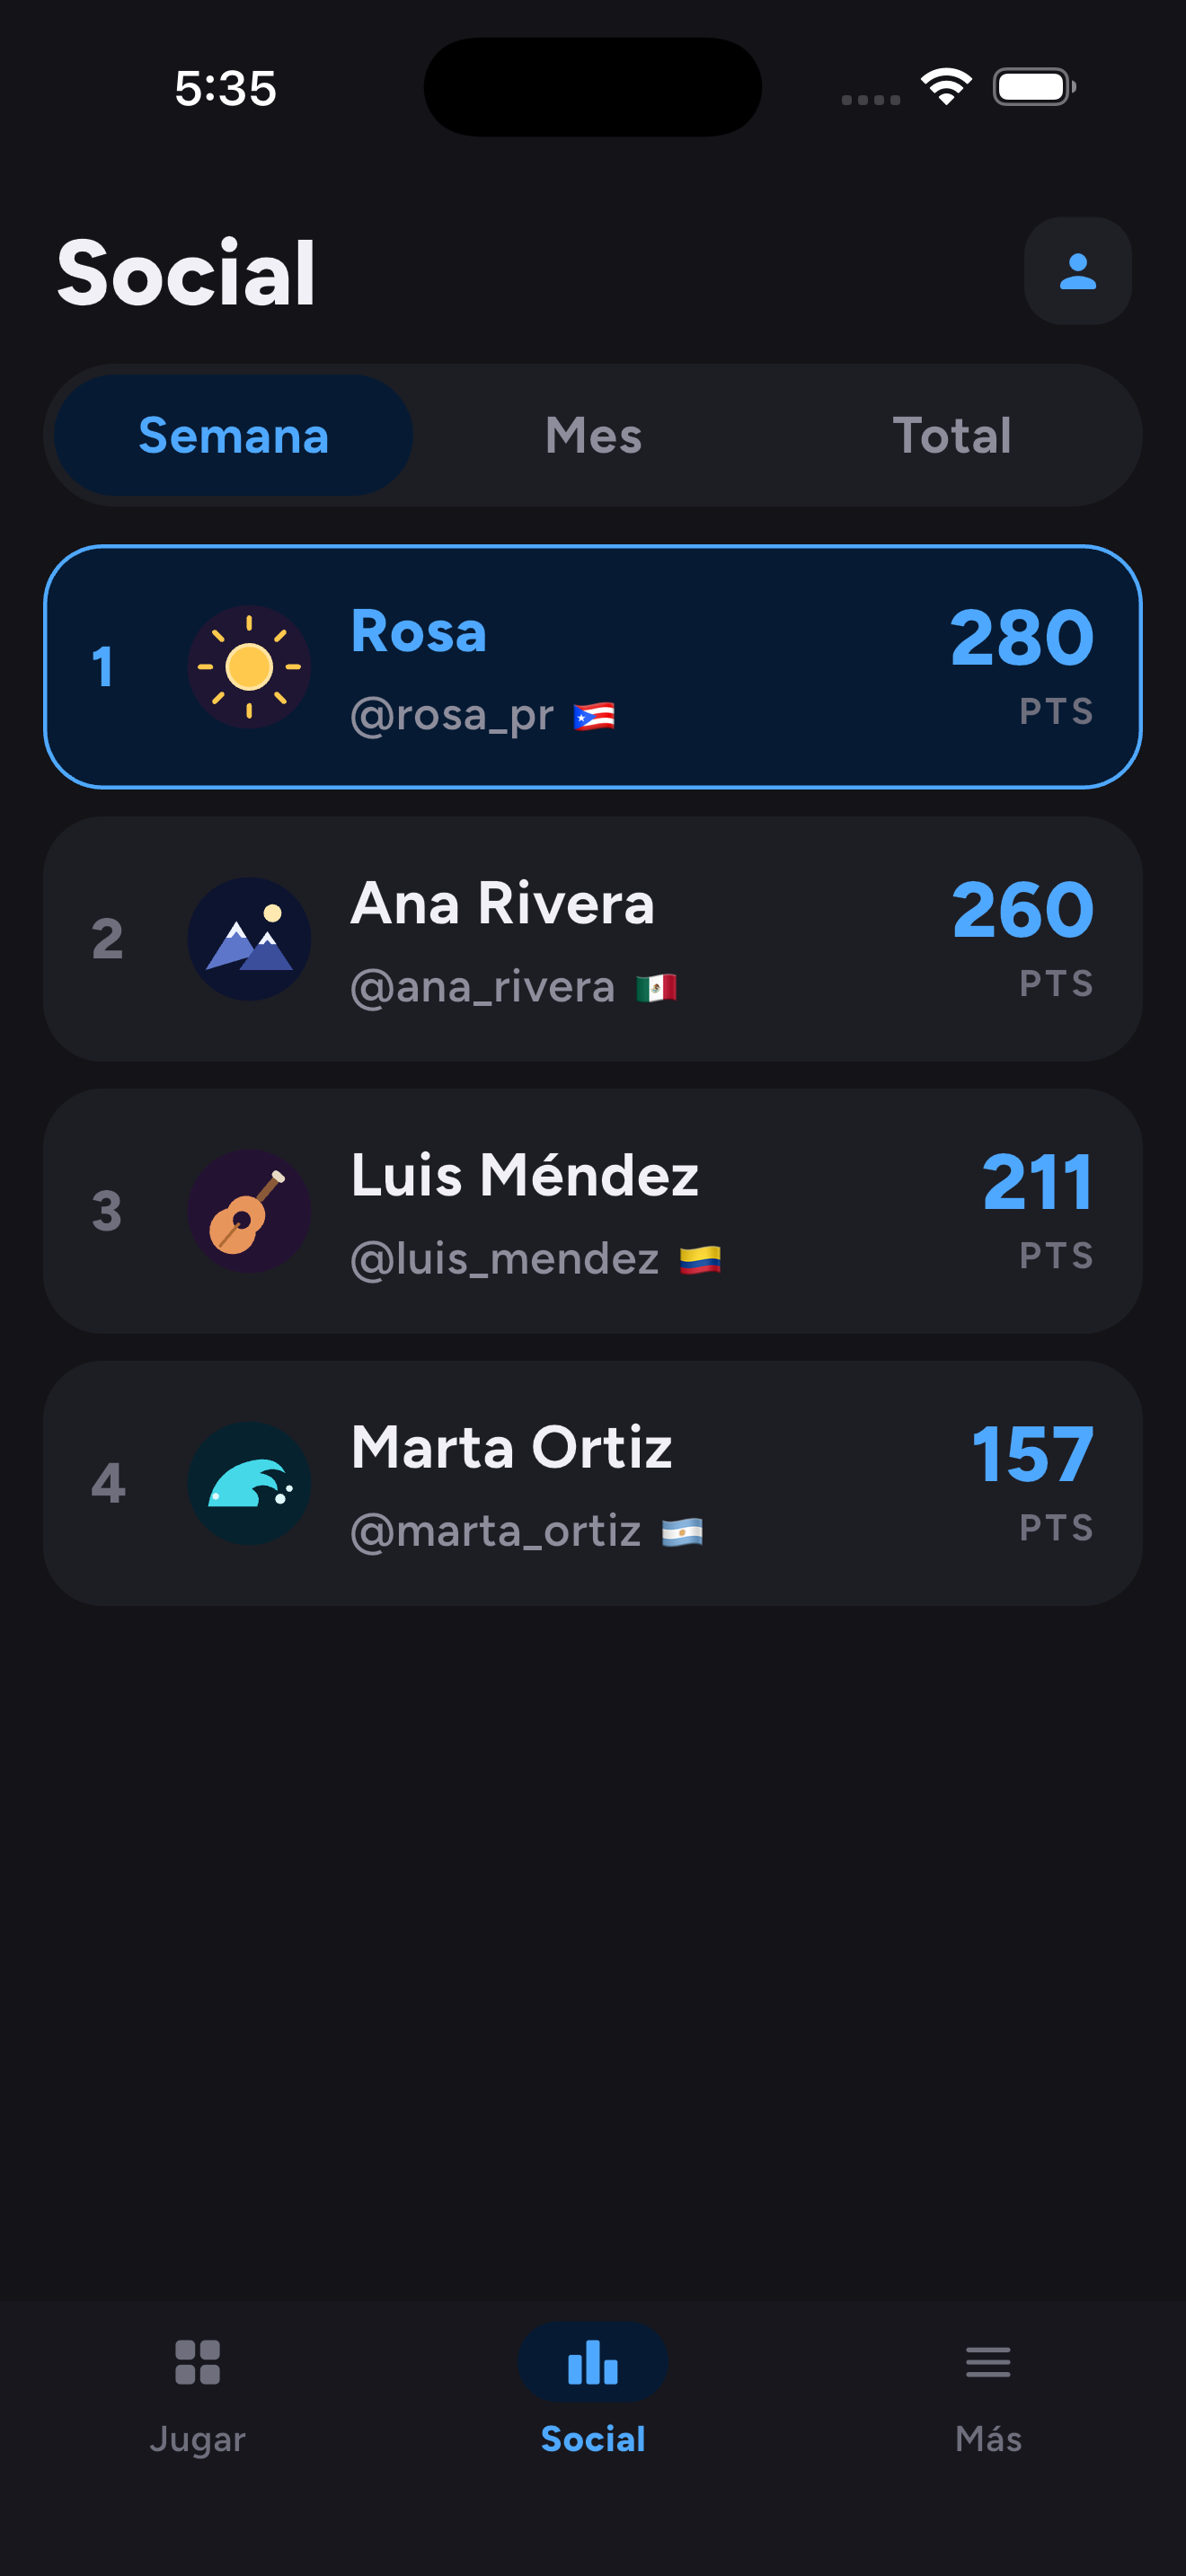 5:35
Social
Semana Mes Total
1
Rosa
@rosa_pr 🇵🇷
280
PTS
2
Ana Rivera
@ana_rivera 🇲🇽
260
PTS
3
Luis Méndez
@luis_mendez 🇨🇴
211
PTS
4
Marta Ortiz
@marta_ortiz 🇦🇷
157
PTS
Jugar Social Más